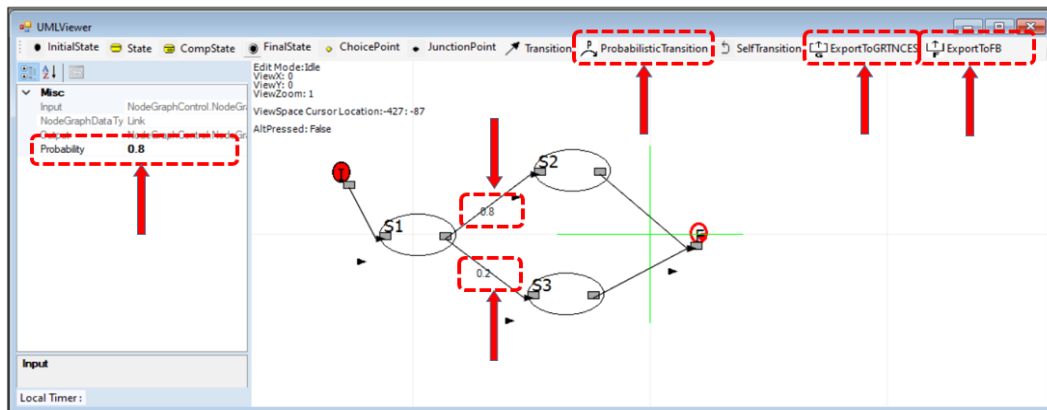 UMLViewer
InitialState State CompState FinalState ChoicePoint JunctionPoint Transition ProbabilisticTransition SelfTransition ExportToGRTNCES ExportToFB
Misc
Input NodeGraphControl.NodeGra
NodeGraphDataTy Link
Output NodeGraphControl.NodeGra
Probability 0.8
Edit Mode:Idle
ViewX: 0
ViewY: 0
ViewZoom: 1
ViewSpace Cursor Location:-427: -87
AltPressed: False
I
S1
0.8
S2
0.2
S3
F
Input
Local Timer :